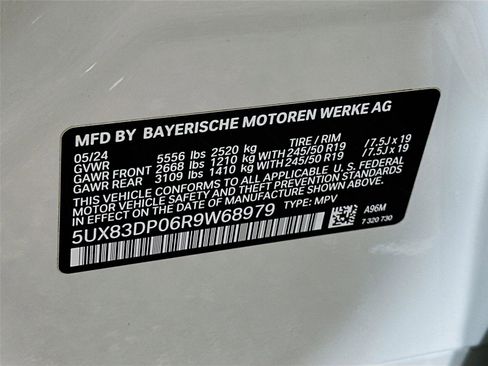 MFD BY BAYERISCHE MOTOREN WERKE AG
05/24 TIRE / RIM
GVWR 5556 lbs 2520 kg
GAWR FRONT 2668 lbs 1210 kg WITH 245/50 R19 / 7.5J x 19
GAWR REAR 3109 lbs 1410 kg WITH 245/50 R19 / 7.5J x 19
THIS VEHICLE CONFORMS TO ALL APPLICABLE U.S. FEDERAL
MOTOR VEHICLE SAFETY AND THEFT PREVENTION STANDARDS
IN EFFECT ON THE DATE OF MANUFACTURE SHOWN ABOVE.
5UX83DP06R9W68979 TYPE: MPV
A96M
7 320 730